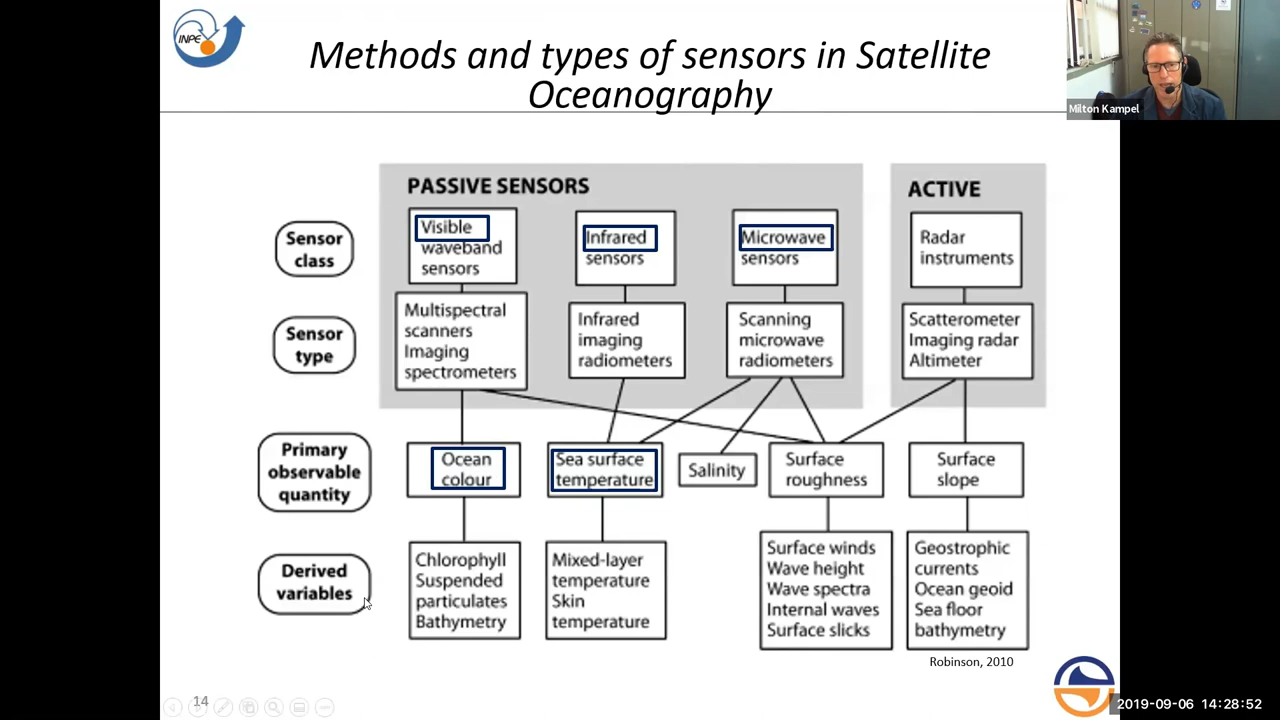 INPE
Methods and types of sensors in Satellite
Oceanography
Milton Kampel
PASSIVE SENSORS
ACTIVE
Sensor
class
Visible
waveband
sensors
Infrared
sensors
Microwave
sensors
Radar
instruments
Sensor
type
Multispectral
scanners
Imaging
spectrometers
Infrared
imaging
radiometers
Scanning
microwave
radiometers
Scatterometer
Imaging radar
Altimeter
Primary
observable
quantity
Ocean
colour
Sea surface
temperature
Salinity
Surface
roughness
Surface
slope
Derived
variables
Chlorophyll
Suspended
particulates
Bathymetry
Mixed-layer
temperature
Skin
temperature
Surface winds
Wave height
Wave spectra
Internal waves
Surface slicks
Geostrophic
currents
Ocean geoid
Sea floor
bathymetry
Robinson, 2010
14
2019-09-06 14:28:52